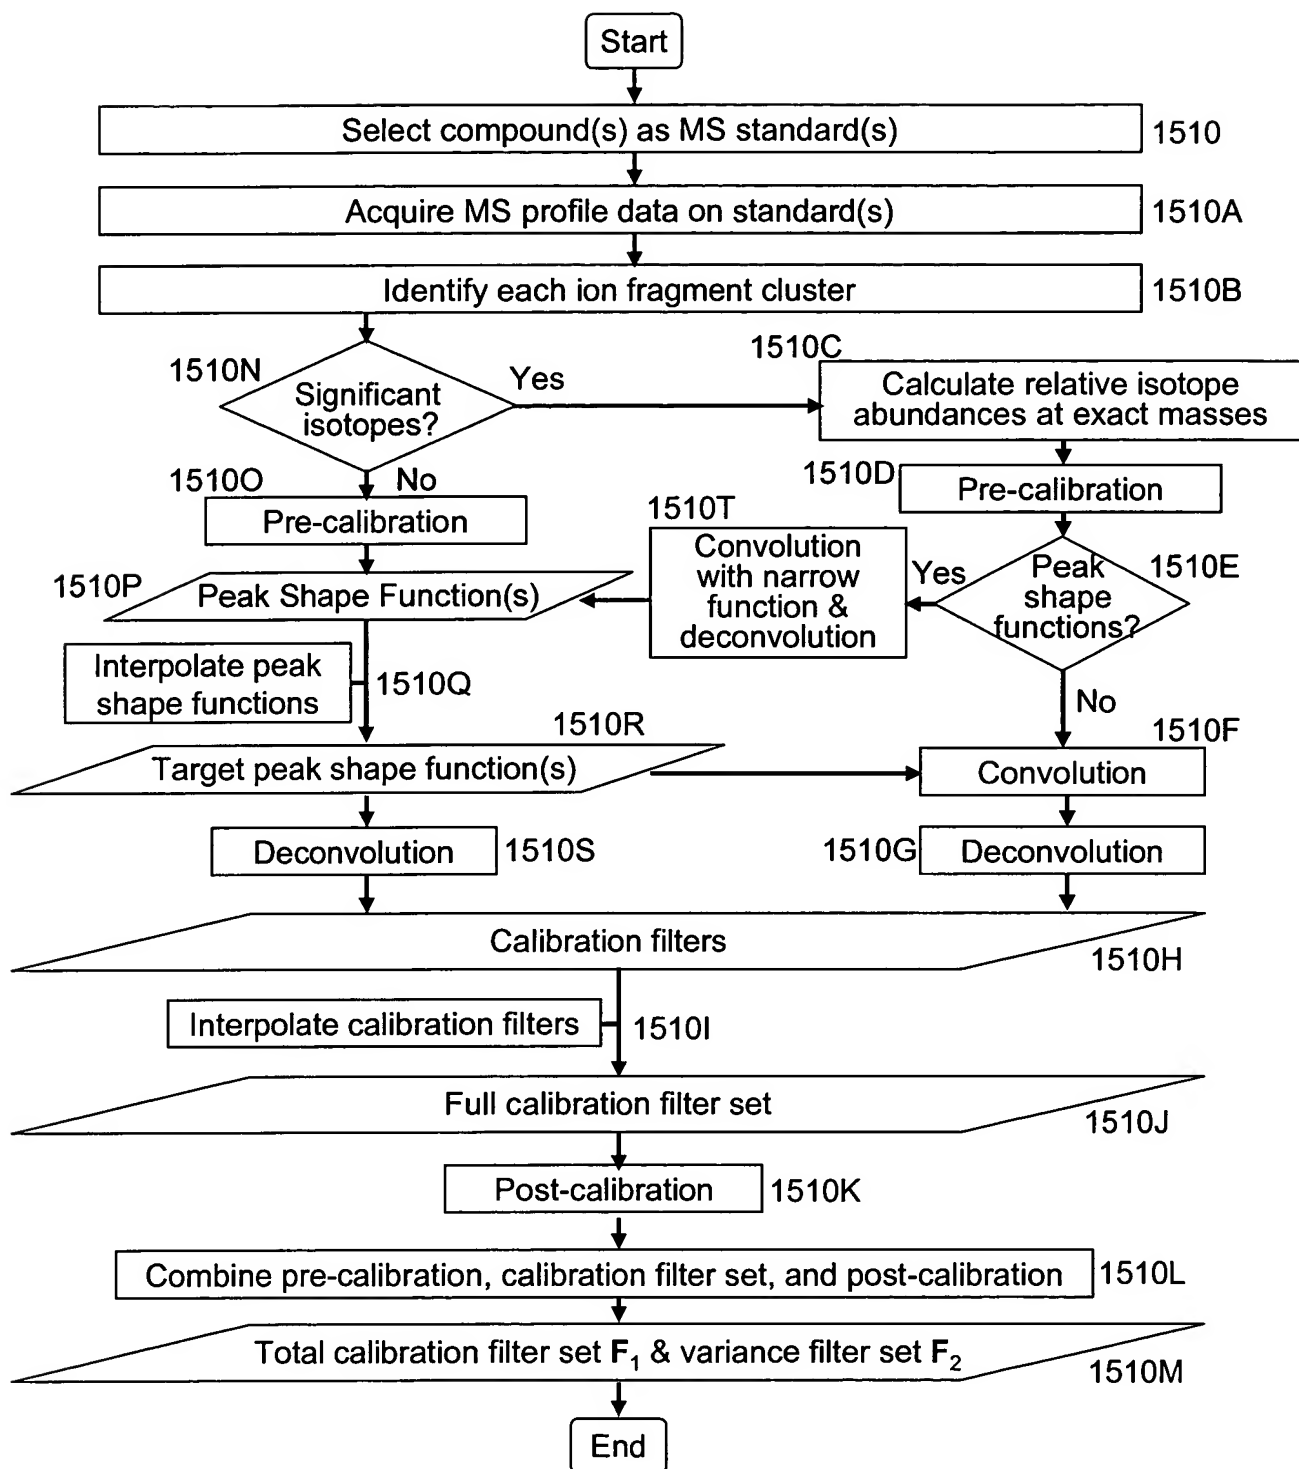 Start
Select compound(s) as MS standard(s)
1510
Acquire MS profile data on standard(s)
1510A
Identify each ion fragment cluster
1510B
1510N
Significant
isotopes?
Yes
1510C
Calculate relative isotope
abundances at exact masses
1510O
No
1510D
Pre-calibration
Pre-calibration
1510T
Convolution
with narrow
function &
deconvolution
Yes
Peak
shape
functions?
1510E
1510P
Peak Shape Function(s)
Interpolate peak
shape functions
1510Q
No
1510R
Target peak shape function(s)
1510F
Convolution
Deconvolution
1510S
1510G
Deconvolution
Calibration filters
1510H
Interpolate calibration filters
1510I
Full calibration filter set
1510J
Post-calibration
1510K
Combine pre-calibration, calibration filter set, and post-calibration
1510L
Total calibration filter set F₁ & variance filter set F₂
1510M
End